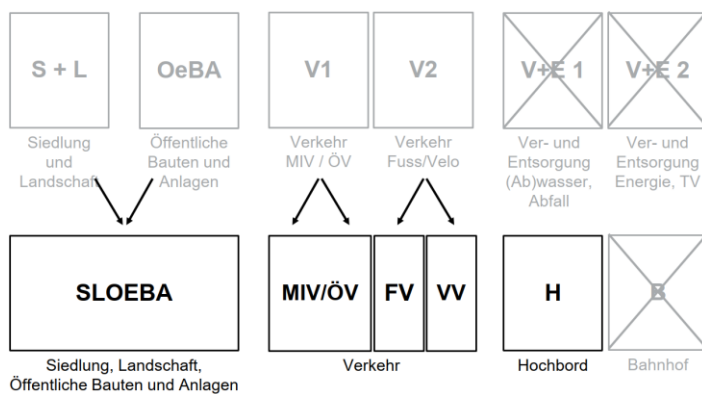 S + L
OeBA
V1
V2
V+E 1
V+E 2
Siedlung
und
Landschaft
Öffentliche
Bauten und
Anlagen
Verkehr
MIV / ÖV
Verkehr
Fuss/Velo
Ver- und
Entsorgung
(Ab)wasser,
Abfall
Ver- und
Entsorgung
Energie, TV
SLOEBA
MIV/ÖV
FV
VV
H
B
Siedlung, Landschaft,
Öffentliche Bauten und Anlagen
Verkehr
Hochbord
Bahnhof